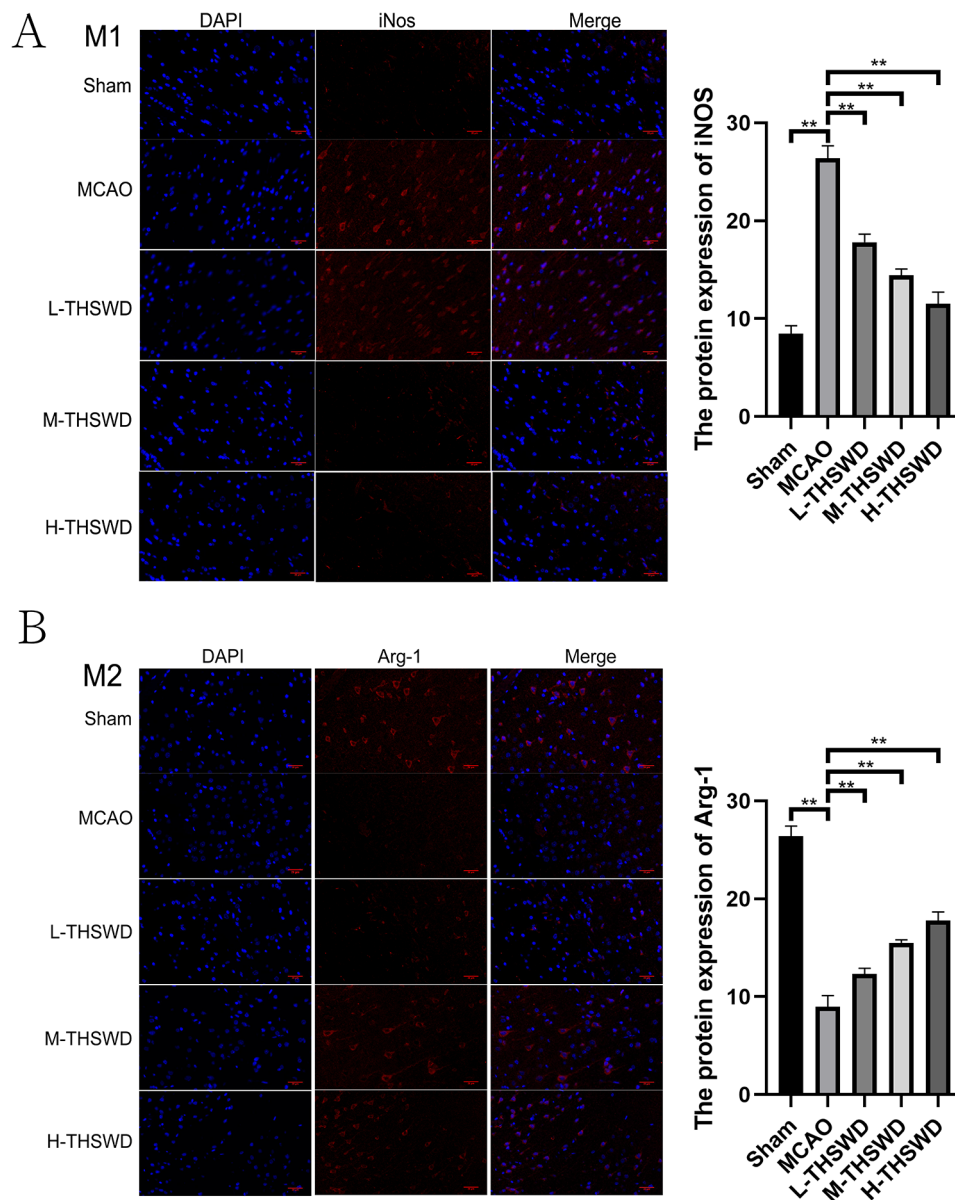 A
M1
DAPI
iNos
Merge
Sham
MCAO
L-THSWD
M-THSWD
H-THSWD
The protein expression of iNOS
30
20
10
0
**
**
**
**
Sham
MCAO
L-THSWD
M-THSWD
H-THSWD
B
M2
DAPI
Arg-1
Merge
Sham
MCAO
L-THSWD
M-THSWD
H-THSWD
The protein expression of Arg-1
30
20
10
0
**
**
**
**
Sham
MCAO
L-THSWD
M-THSWD
H-THSWD